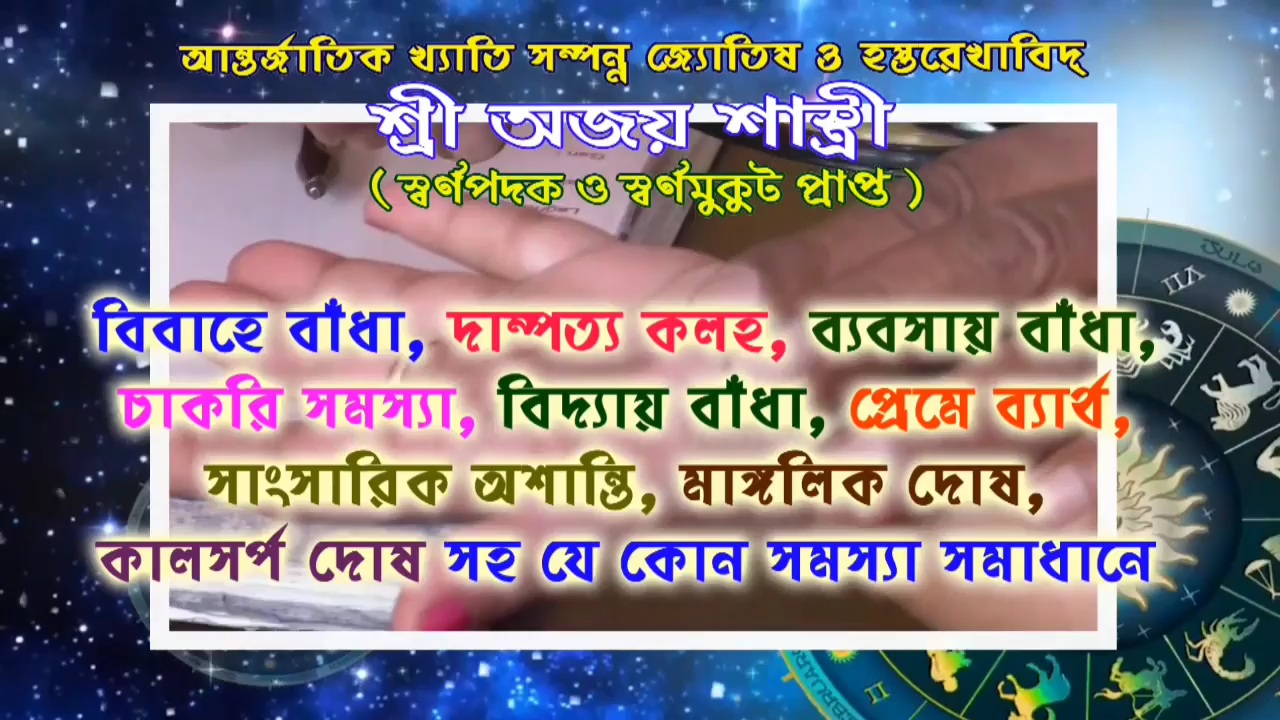 আন্তর্জাতিক খ্যাতি সম্পন্ন জ্যোতিষ ও হস্তরেখাবিদ্
শ্রী অজয় শাস্ত্রী
( স্বর্ণপদক ও স্বর্ণমুকুট প্রাপ্ত )
বিবাহে বাঁধা, দাম্পত্য কলহ, ব্যবসায় বাঁধা,
চাকরি সমস্যা, বিদ্যায় বাঁধা, প্রেমে ব্যার্থ,
সাংসারিক অশান্তি, মাঙ্গলিক দোষ,
কালসর্প দোষ সহ যে কোন সমস্যা সমাধানে